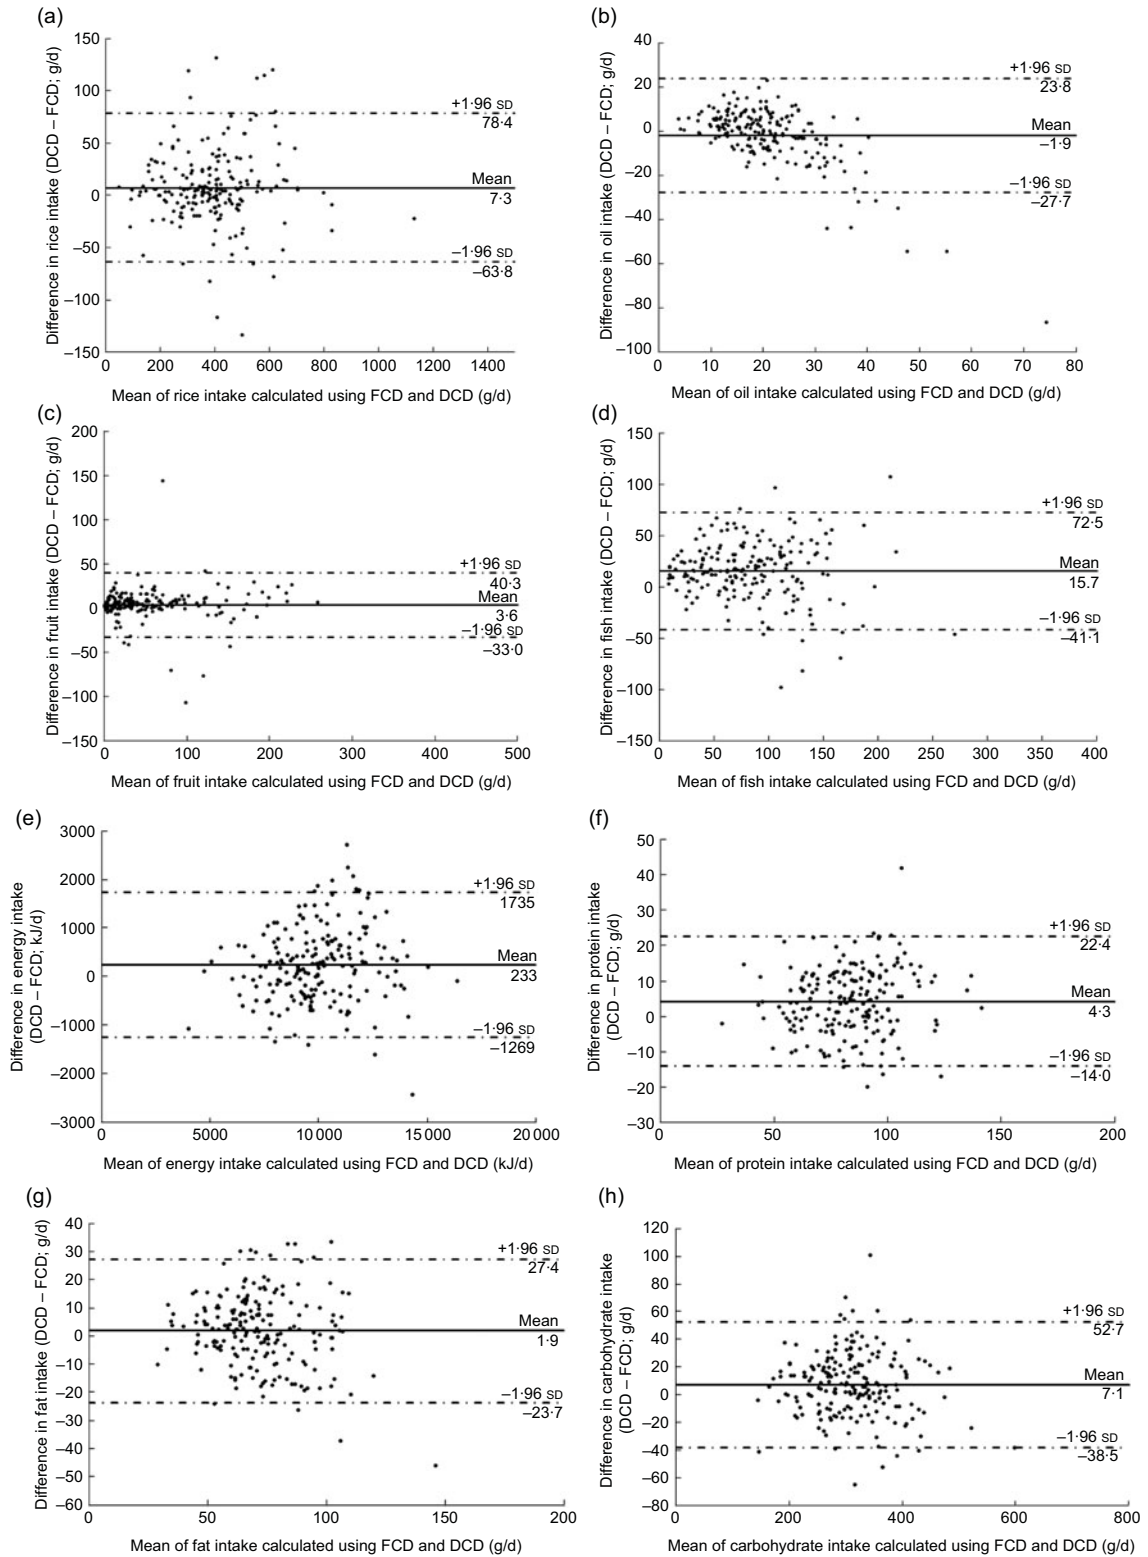 (a)
Difference in rice intake (DCD – FCD; g/d)
150
100
50
0
–50
–100
–150
+1·96 SD
78·4
Mean
7·3
–1·96 SD
–63·8
0
200
400
600
800
1000
1200
1400
Mean of rice intake calculated using FCD and DCD (g/d)
(b)
Difference in oil intake (DCD – FCD; g/d)
40
20
0
–20
–40
–60
–80
–100
+1·96 SD
23·8
Mean
–1·9
–1·96 SD
–27·7
0
10
20
30
40
50
60
70
80
Mean of oil intake calculated using FCD and DCD (g/d)
(c)
Difference in fruit intake (DCD – FCD; g/d)
200
150
100
50
0
–50
–100
–150
+1·96 SD
40·3
Mean
3·6
–1·96 SD
–33·0
0
100
200
300
400
500
Mean of fruit intake calculated using FCD and DCD (g/d)
(d)
Difference in fish intake (DCD – FCD; g/d)
150
100
50
0
–50
–100
–150
+1·96 SD
72·5
Mean
15·7
–1·96 SD
–41·1
0
50
100
150
200
250
300
350
400
Mean of fish intake calculated using FCD and DCD (g/d)
(e)
Difference in energy intake
(DCD – FCD; kJ/d)
3000
2000
1000
0
–1000
–2000
–3000
+1·96 SD
1735
Mean
233
–1·96 SD
–1269
0
5000
10 000
15 000
20 000
Mean of energy intake calculated using FCD and DCD (kJ/d)
(f)
Difference in protein intake
(DCD – FCD; g/d)
50
40
30
20
10
0
–10
–20
–30
+1·96 SD
22·4
Mean
4·3
–1·96 SD
–14·0
0
50
100
150
200
Mean of protein intake calculated using FCD and DCD (g/d)
(g)
Difference in fat intake (DCD – FCD; g/d)
40
30
20
10
0
–10
–20
–30
–40
–50
–60
+1·96 SD
27·4
Mean
1·9
–1·96 SD
–23·7
0
50
100
150
200
Mean of fat intake calculated using FCD and DCD (g/d)
(h)
Difference in carbohydrate intake
(DCD – FCD; g/d)
120
100
80
60
40
20
0
–20
–40
–60
–80
+1·96 SD
52·7
Mean
7·1
–1·96 SD
–38·5
0
200
400
600
800
Mean of carbohydrate intake calculated using FCD and DCD (g/d)